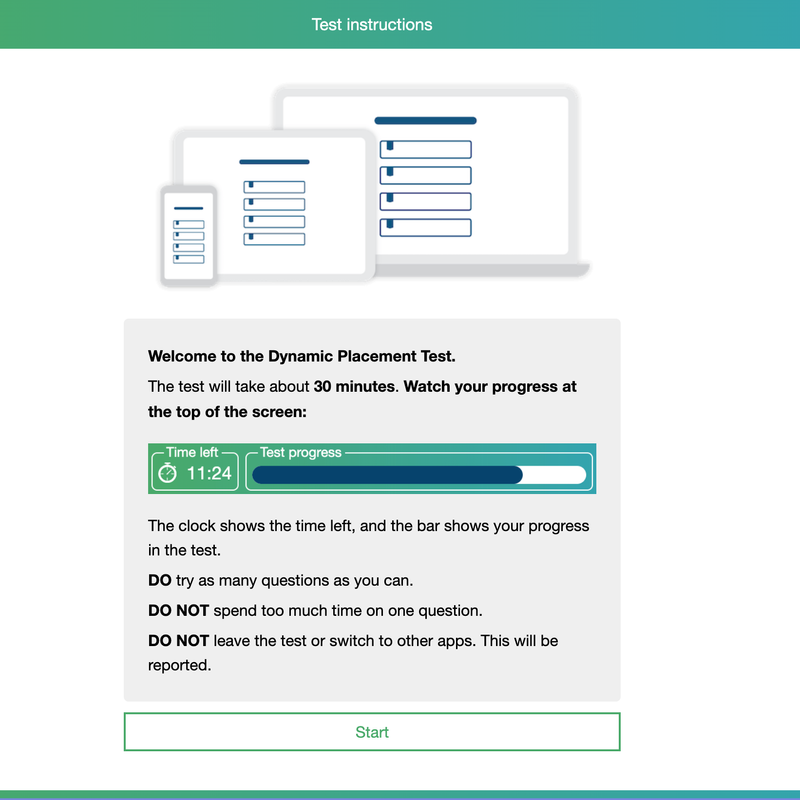 Test instructions
Welcome to the Dynamic Placement Test.
The test will take about 30 minutes. Watch your progress at
the top of the screen:
Time left
Test progress
11:24
The clock shows the time left, and the bar shows your progress
in the test.
DO try as many questions as you can.
DO NOT spend too much time on one question.
DO NOT leave the test or switch to other apps. This will be
reported.
Start